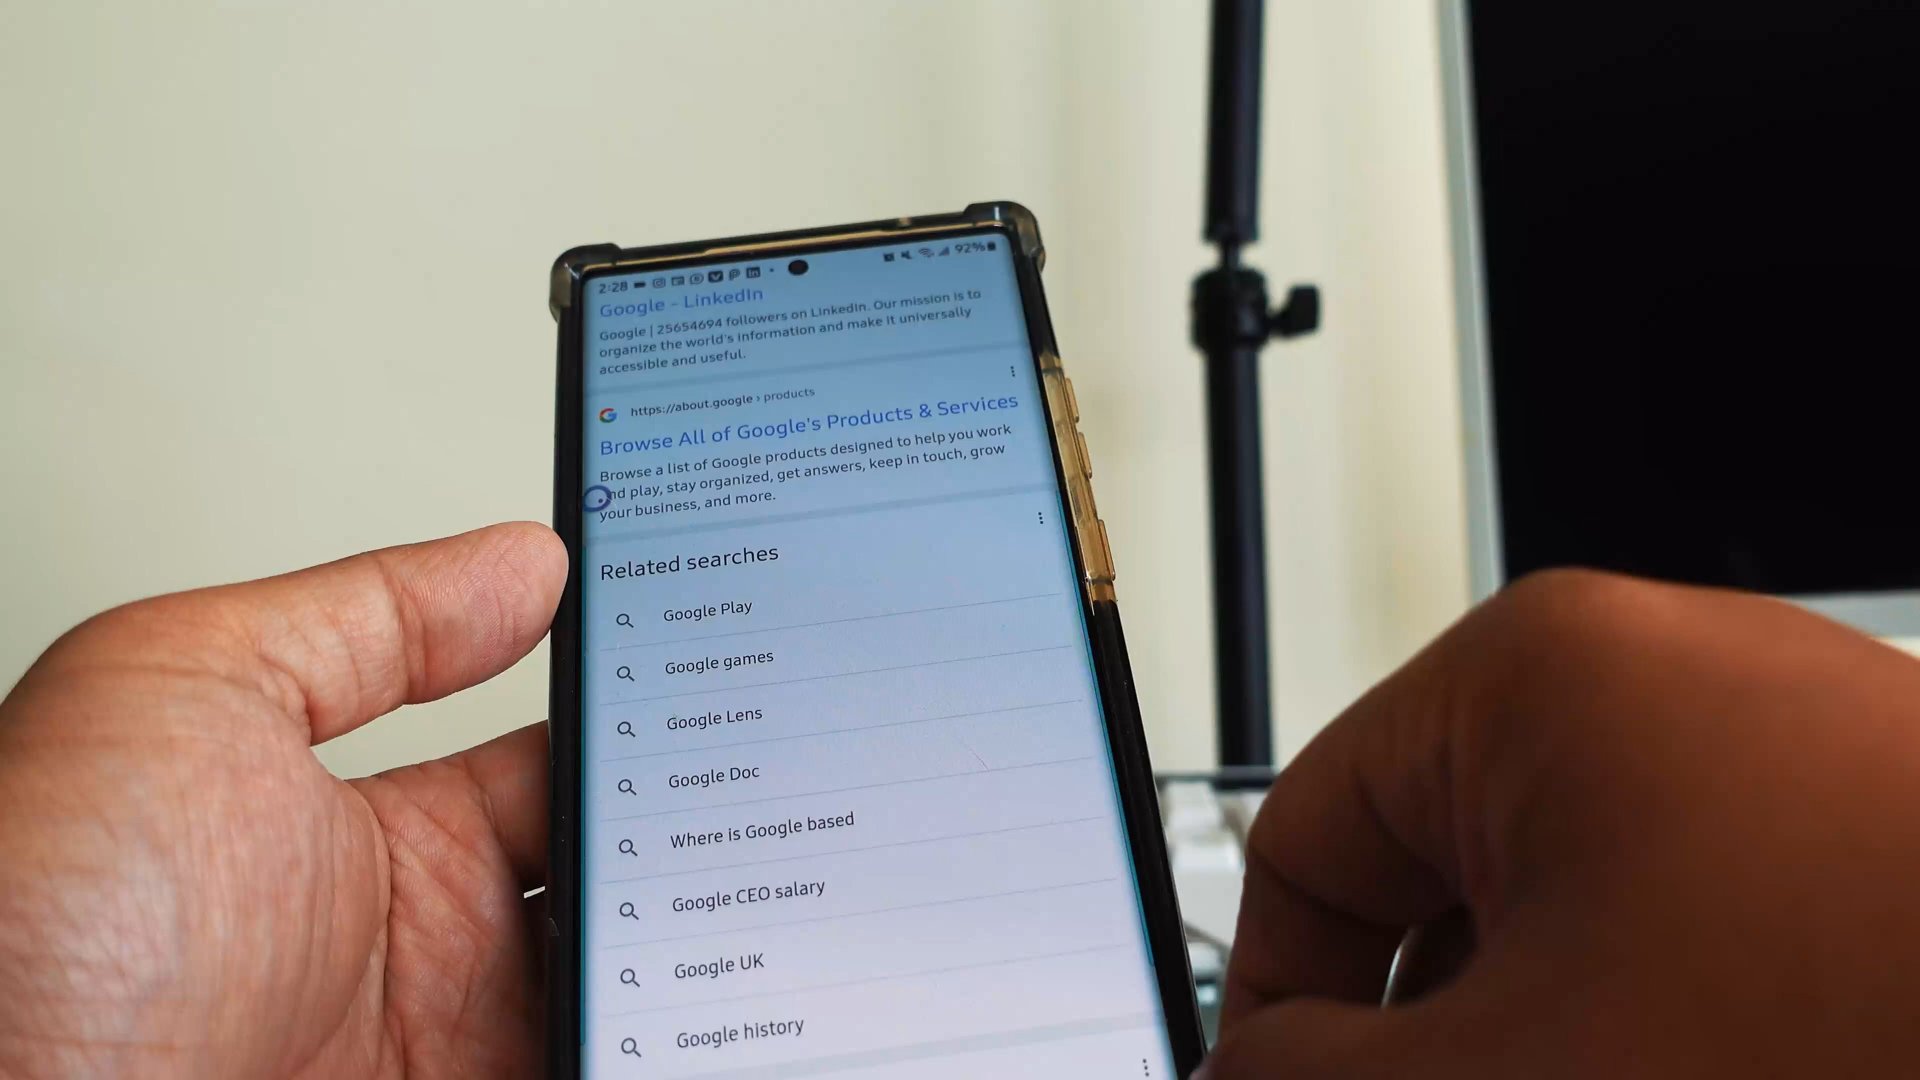 2:28 92%
Google - LinkedIn
Google | 25654694 followers on LinkedIn. Our mission is to
organize the world's information and make it universally
accessible and useful.
https://about.google › products
Browse All of Google's Products & Services
Browse a list of Google products designed to help you work
and play, stay organized, get answers, keep in touch, grow
your business, and more.
Related searches
Google Play
Google games
Google Lens
Google Doc
Where is Google based
Google CEO salary
Google UK
Google history